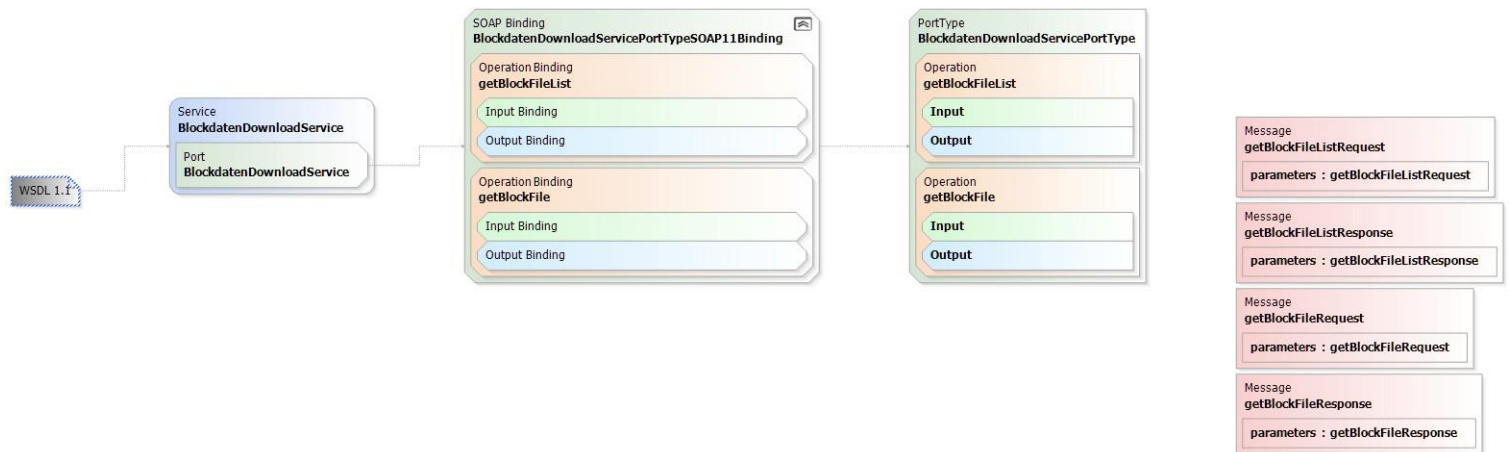 WSDL 1.1
Service
BlockdatenDownloadService
Port
BlockdatenDownloadService
SOAP Binding
BlockdatenDownloadServicePortTypeSOAP11Binding
Operation Binding
getBlockFileList
Input Binding
Output Binding
Operation Binding
getBlockFile
Input Binding
Output Binding
PortType
BlockdatenDownloadServicePortType
Operation
getBlockFileList
Input
Output
Operation
getBlockFile
Input
Output
Message
getBlockFileListRequest
parameters : getBlockFileListRequest
Message
getBlockFileListResponse
parameters : getBlockFileListResponse
Message
getBlockFileRequest
parameters : getBlockFileRequest
Message
getBlockFileResponse
parameters : getBlockFileResponse